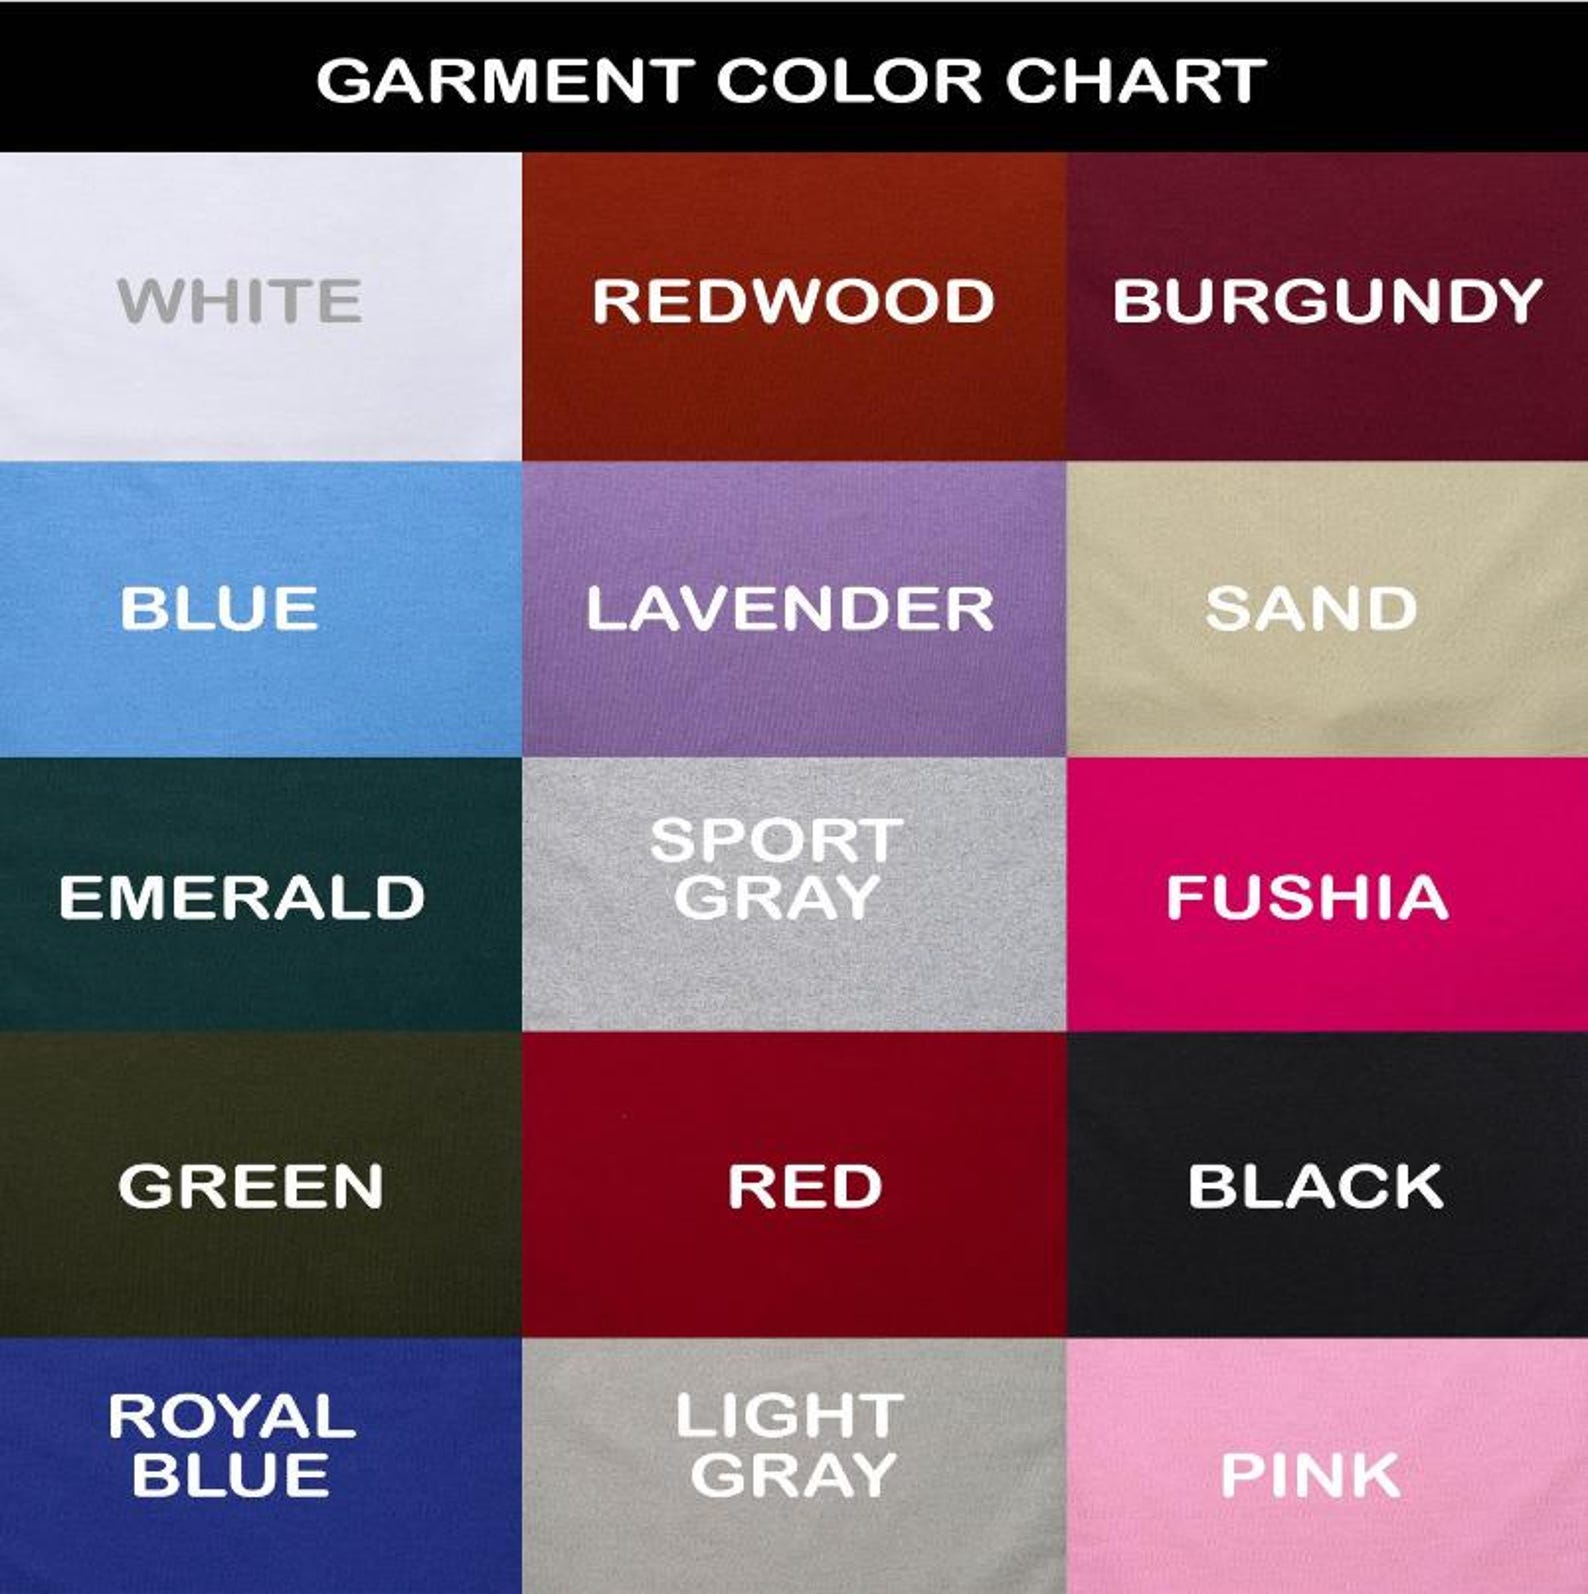 GARMENT COLOR CHART
WHITE
REDWOOD
BURGUNDY
BLUE
LAVENDER
SAND
EMERALD
SPORT
GRAY
FUSHIA
GREEN
RED
BLACK
ROYAL
BLUE
LIGHT
GRAY
PINK